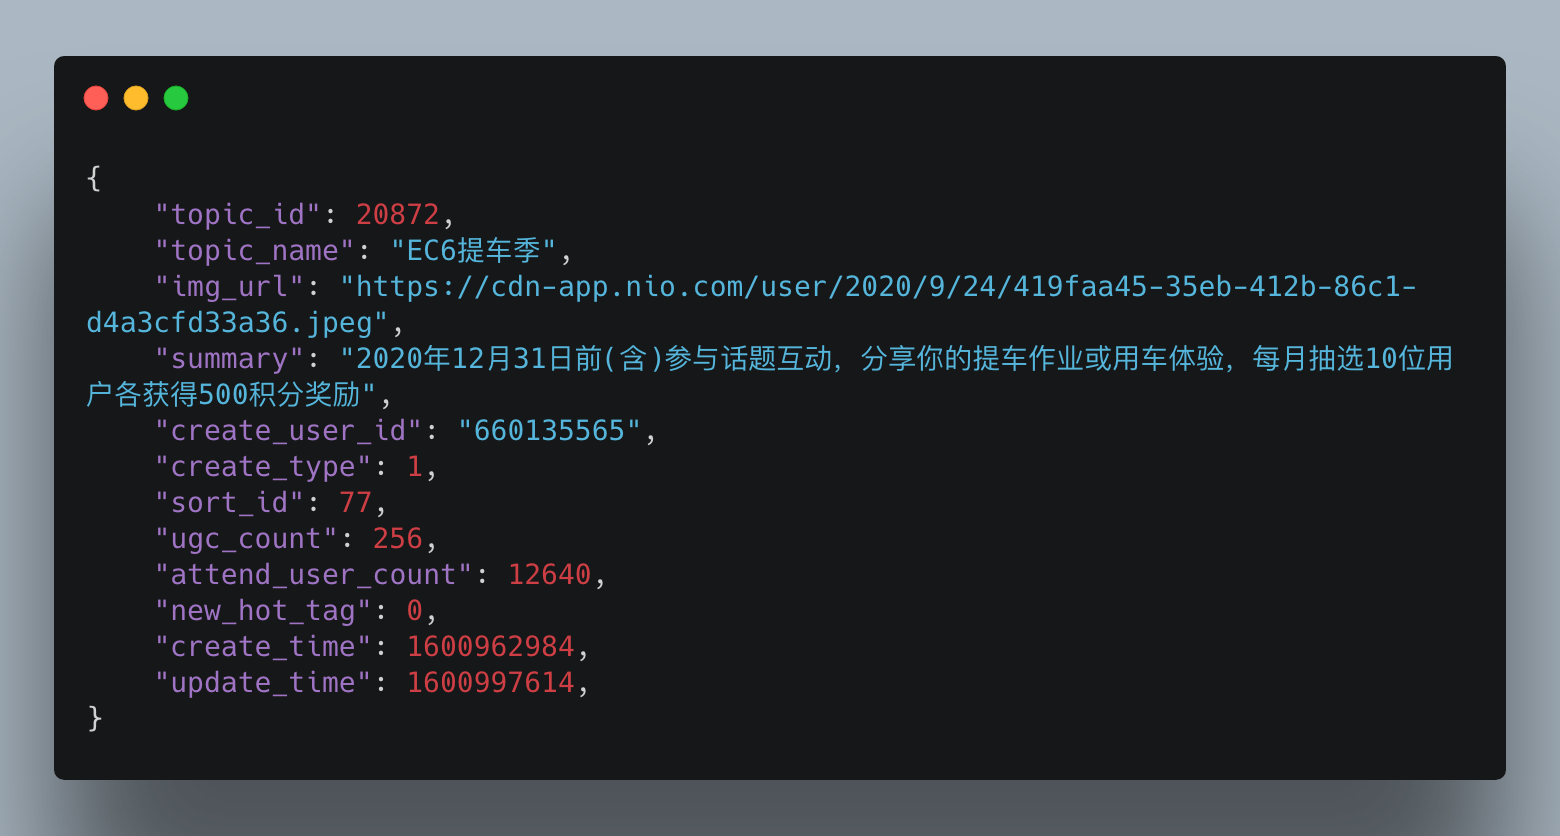 {
    "topic_id": 20872,
    "topic_name": "EC6提车季",
    "img_url": "https://cdn-app.nio.com/user/2020/9/24/419faa45-35eb-412b-86c1-
d4a3cfd33a36.jpeg",
    "summary": "2020年12月31日前(含)参与话题互动，分享你的提车作业或用车体验，每月抽选10位用
户各获得500积分奖励",
    "create_user_id": "660135565",
    "create_type": 1,
    "sort_id": 77,
    "ugc_count": 256,
    "attend_user_count": 12640,
    "new_hot_tag": 0,
    "create_time": 1600962984,
    "update_time": 1600997614,
}